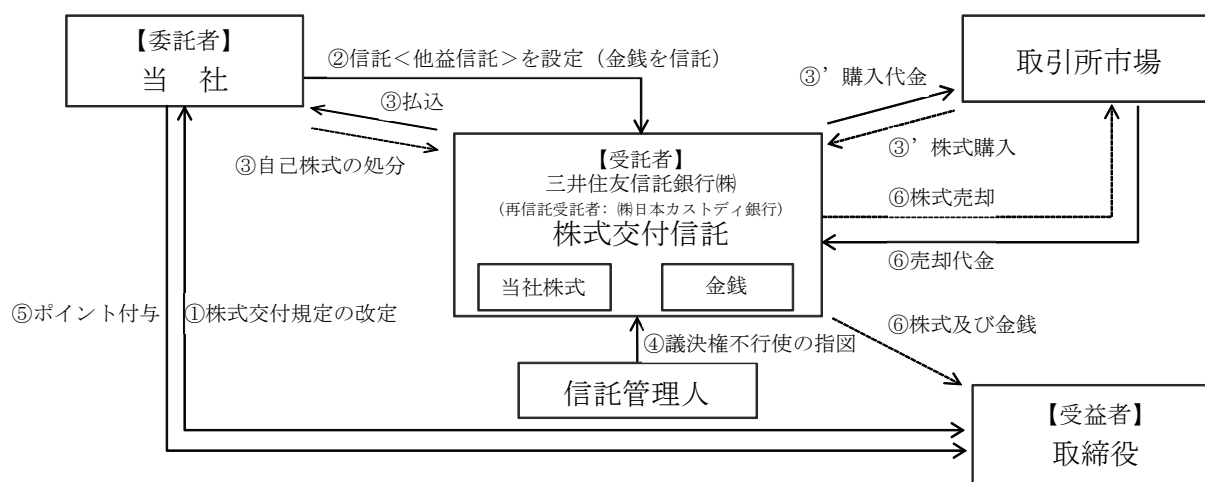 【委託者】
当 社
②信託＜他益信託＞を設定（金銭を信託）
取引所市場
③’購入代金
③払込
③自己株式の処分
③’株式購入
【受託者】
三井住友信託銀行㈱
(再信託受託者：㈱日本カストディ銀行)
株式交付信託
⑥株式売却
⑥売却代金
当社株式
金銭
⑤ポイント付与
①株式交付規定の改定
⑥株式及び金銭
④議決権不行使の指図
信託管理人
【受益者】
取締役